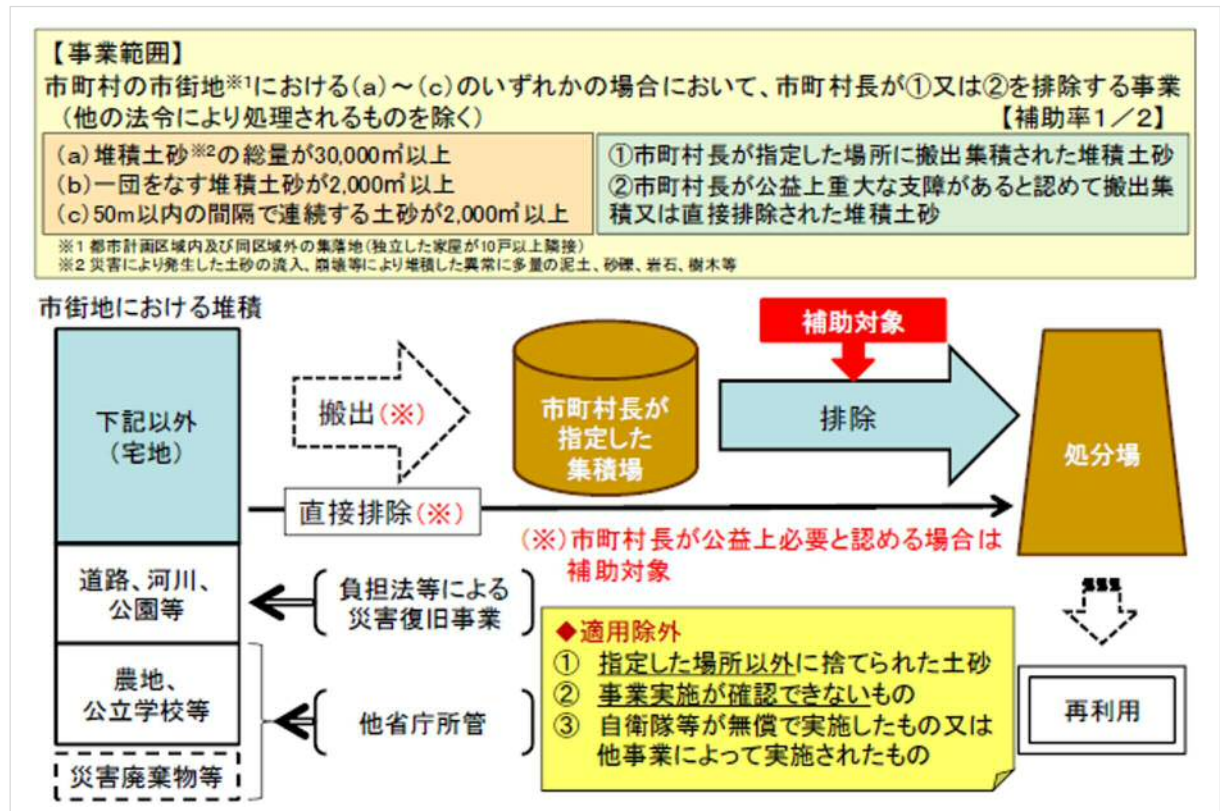 【事業範囲】
市町村の市街地※1における(a)～(c)のいずれかの場合において、市町村長が①又は②を排除する事業
(他の法令により処理されるものを除く) 【補助率1／2】
(a)堆積土砂※2の総量が30,000㎥以上
(b)一団をなす堆積土砂が2,000㎥以上
(c)50m以内の間隔で連続する土砂が2,000㎥以上
①市町村長が指定した場所に搬出集積された堆積土砂
②市町村長が公益上重大な支障があると認めて搬出集
積又は直接排除された堆積土砂
※1 都市計画区域内及び同区域外の集落地(独立した家屋が10戸以上隣接)
※2 災害により発生した土砂の流入、崩壊等により堆積した異常に多量の泥土、砂礫、岩石、樹木等
市街地における堆積
下記以外
(宅地)
搬出(※)
市町村長が
指定した
集積場
補助対象
排除
処分場
直接排除(※)
(※)市町村長が公益上必要と認める場合は
補助対象
道路、河川、
公園等
負担法等による
災害復旧事業
農地、
公立学校等
他省庁所管
災害廃棄物等
◆適用除外
① 指定した場所以外に捨てられた土砂
② 事業実施が確認できないもの
③ 自衛隊等が無償で実施したもの又は
他事業によって実施されたもの
再利用